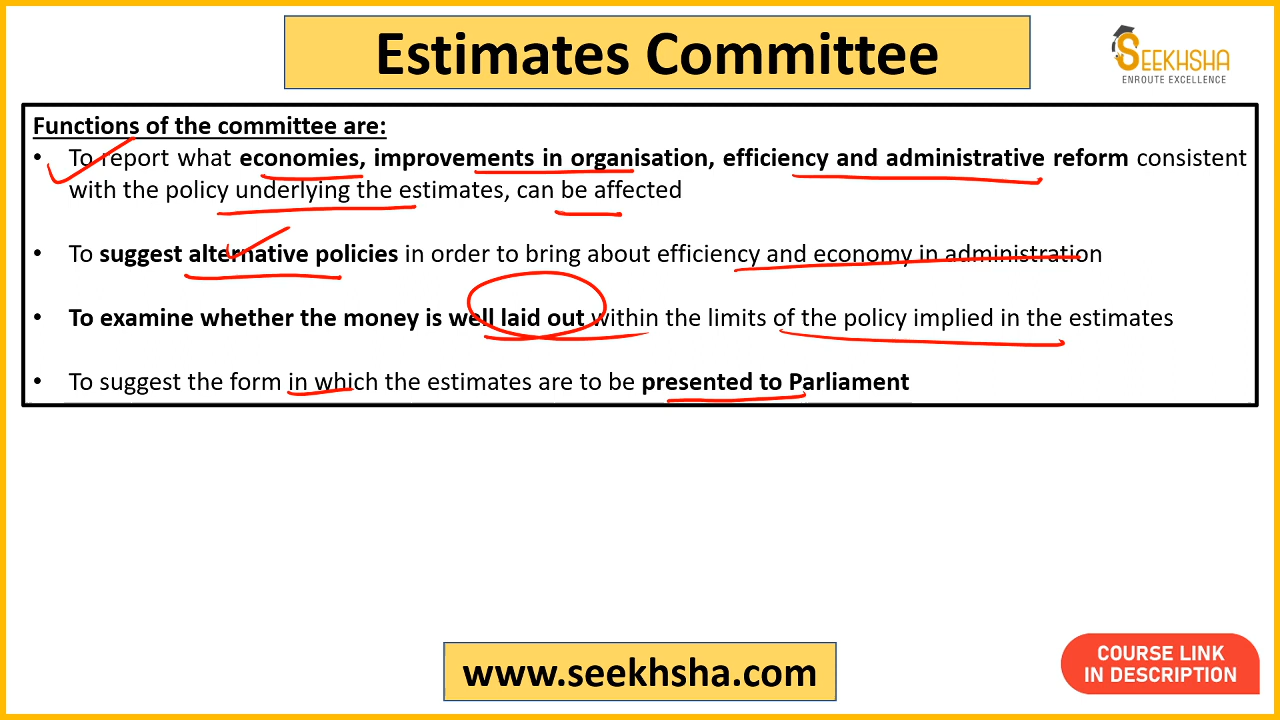 Estimates Committee
SEEKHSHA
ENROUTE EXCELLENCE
Functions of the committee are:
• To report what economies, improvements in organisation, efficiency and administrative reform consistent
with the policy underlying the estimates, can be affected
• To suggest alternative policies in order to bring about efficiency and economy in administration
• To examine whether the money is well laid out within the limits of the policy implied in the estimates
• To suggest the form in which the estimates are to be presented to Parliament
www.seekhsha.com
COURSE LINK
IN DESCRIPTION